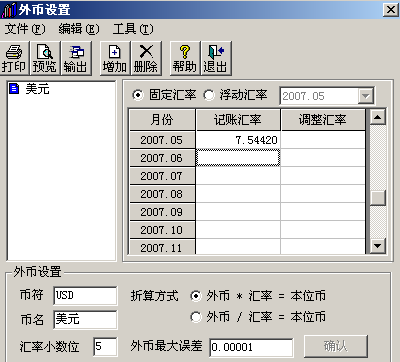 外币设置
文件(F) 编辑(E) 工具(T)
打印 预览 输出 增加 删除 帮助 退出
美元
固定汇率 浮动汇率 2007.05
月份 记账汇率 调整汇率
2007.05 7.54420
2007.06
2007.07
2007.08
2007.09
2007.10
2007.11
外币设置
币符 USD 折算方式 外币 * 汇率 = 本位币
币名 美元 外币 / 汇率 = 本位币
汇率小数位 5 外币最大误差 0.00001 确认